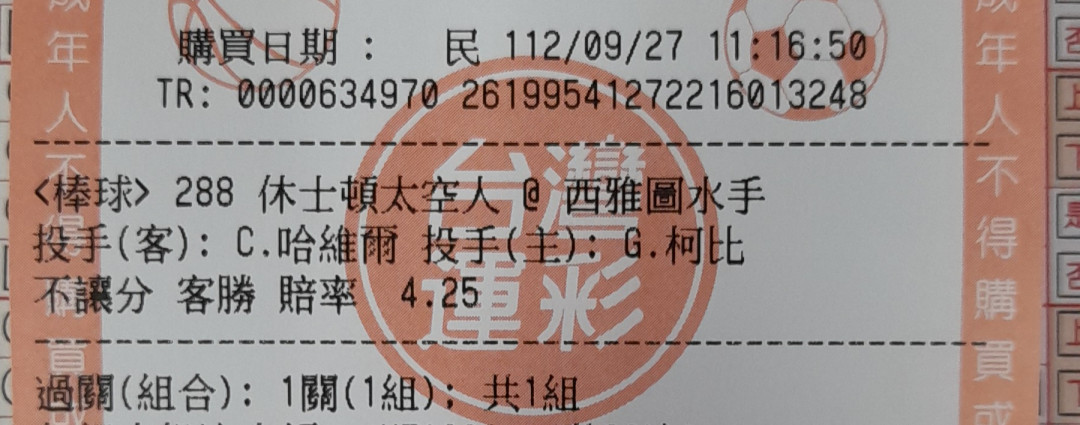 購買日期 : 民 112/09/27 11:16:50
TR: 0000634970 26199541272216013248
<棒球> 288 休士頓太空人 @ 西雅圖水手
投手(客): C.哈維爾 投手(主): G.柯比
不讓分 客勝 賠率 4.25
過關(組合): 1關(1組); 共1組
台灣
運彩
成年人不得購買或
成年人不得購買或